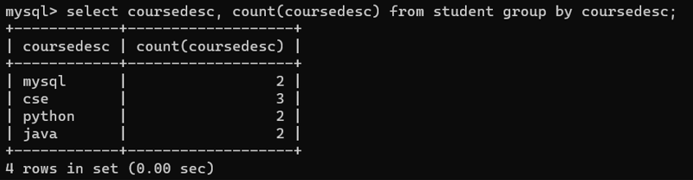 mysql> select coursedesc, count(coursedesc) from student group by coursedesc;
+------------+-------------------+
| coursedesc | count(coursedesc) |
+------------+-------------------+
| mysql      |                 2 |
| cse        |                 3 |
| python     |                 2 |
| java       |                 2 |
+------------+-------------------+
4 rows in set (0.00 sec)